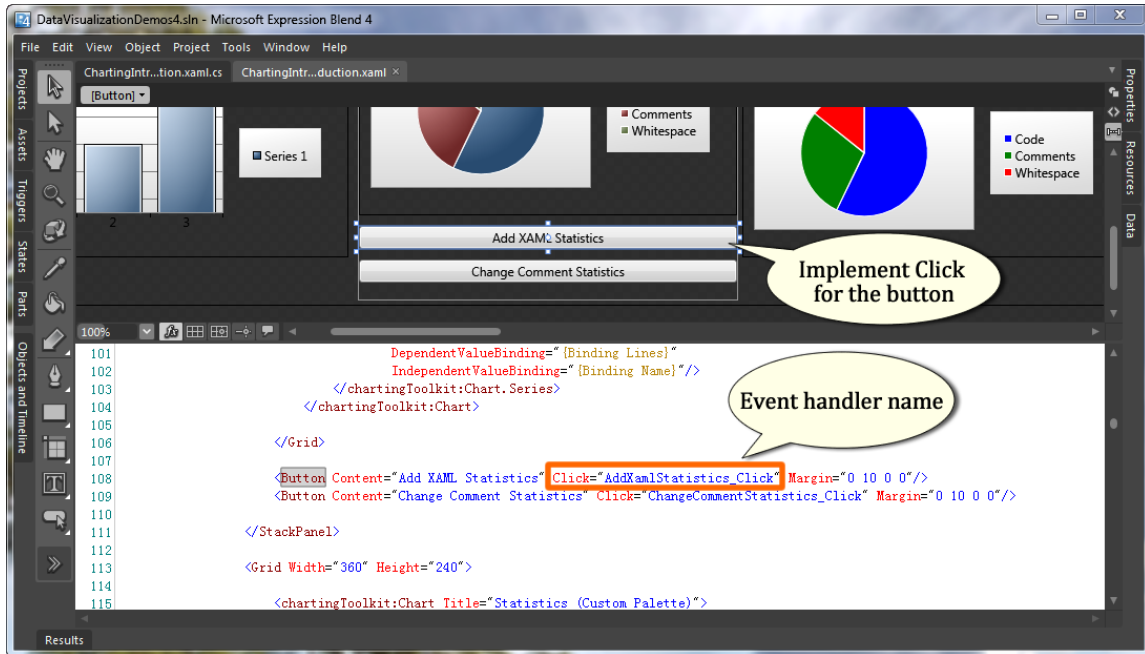 DataVisualizationDemos4.sln - Microsoft Expression Blend 4
File Edit View Object Project Tools Window Help
ChartingIntr...tion.xaml.cs ChartingIntr...duction.xaml ×
[Button]
Projects
Assets
Triggers
States
Parts
Objects and Timeline
Properties
Resources
Data
Series 1
2 3
Comments
Whitespace
Code
Comments
Whitespace
Add XAML Statistics
Change Comment Statistics
Implement Click
for the button
100%
101 DependentValueBinding="{Binding Lines}"
102 IndependentValueBinding="{Binding Name}"/>
103 </chartingToolkit:Chart.Series>
104 </chartingToolkit:Chart>
105
106 </Grid>
107
108 <Button Content="Add XAML Statistics" Click="AddXamlStatistics_Click" Margin="0 10 0 0"/>
109 <Button Content="Change Comment Statistics" Click="ChangeCommentStatistics_Click" Margin="0 10 0 0"/>
110
111 </StackPanel>
112
113 <Grid Width="360" Height="240">
114
115 <chartingToolkit:Chart Title="Statistics (Custom Palette)">
Event handler name
Results